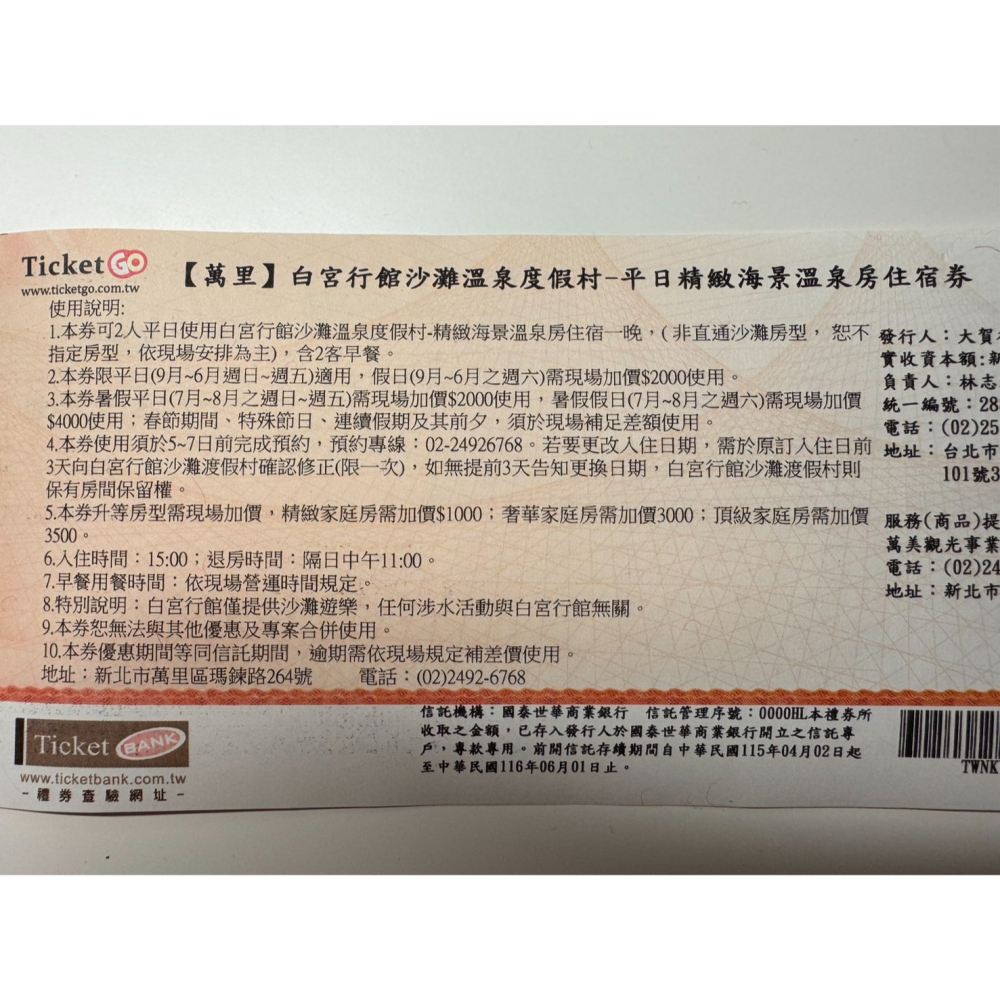 Ticket GO
www.ticketgo.com.tw
【萬里】白宮行館沙灘溫泉度假村-平日精緻海景溫泉房住宿券
使用說明:
1.本券可2人平日使用白宮行館沙灘溫泉度假村-精緻海景溫泉房住宿一晚，( 非直通沙灘房型， 恕不
指定房型，依現場安排為主)，含2客早餐。
2.本券限平日(9月~6月週日~週五)適用，假日(9月~6月之週六)需現場加價$2000使用。
3.本券暑假平日(7月~8月之週日~週五)需現場加價$2000使用，暑假假日(7月~8月之週六)需現場加價
$4000使用；春節期間、特殊節日、連續假期及其前夕，須於現場補足差額使用。
4.本券使用須於5~7日前完成預約，預約專線：02-24926768。若要更改入住日期，需於原訂入住日前
3天向白宮行館沙灘渡假村確認修正(限一次)，如無提前3天告知更換日期，白宮行館沙灘渡假村則
保有房間保留權。
5.本券升等房型需現場加價，精緻家庭房需加價$1000；奢華家庭房需加價3000；頂級家庭房需加價
3500。
6.入住時間：15:00；退房時間：隔日中午11:00。
7.早餐用餐時間：依現場營運時間規定。
8.特別說明：白宮行館僅提供沙灘遊樂，任何涉水活動與白宮行館無關。
9.本券恕無法與其他優惠及專案合併使用。
10.本券優惠期間等同信託期間，逾期需依現場規定補差價使用。
地址：新北市萬里區瑪鍊路264號 電話：(02)2492-6768
發行人：大賀
實收資本額:新
負責人：林志
統一編號：28
電話：(02)25
地址：台北市
101號3
服務(商品)提
萬美觀光事業
電話：(02)24
地址：新北市
Ticket BANK
www.ticketbank.com.tw
-禮券查驗網址-
信託機構：國泰世華商業銀行 信託管理序號：0000HL本禮券所
收取之金額，已存入發行人於國泰世華商業銀行開立之信託專
戶，專款專用。前開信託存續期間自中華民國115年04月02日起
至中華民國116年06月01日止。
TWNK